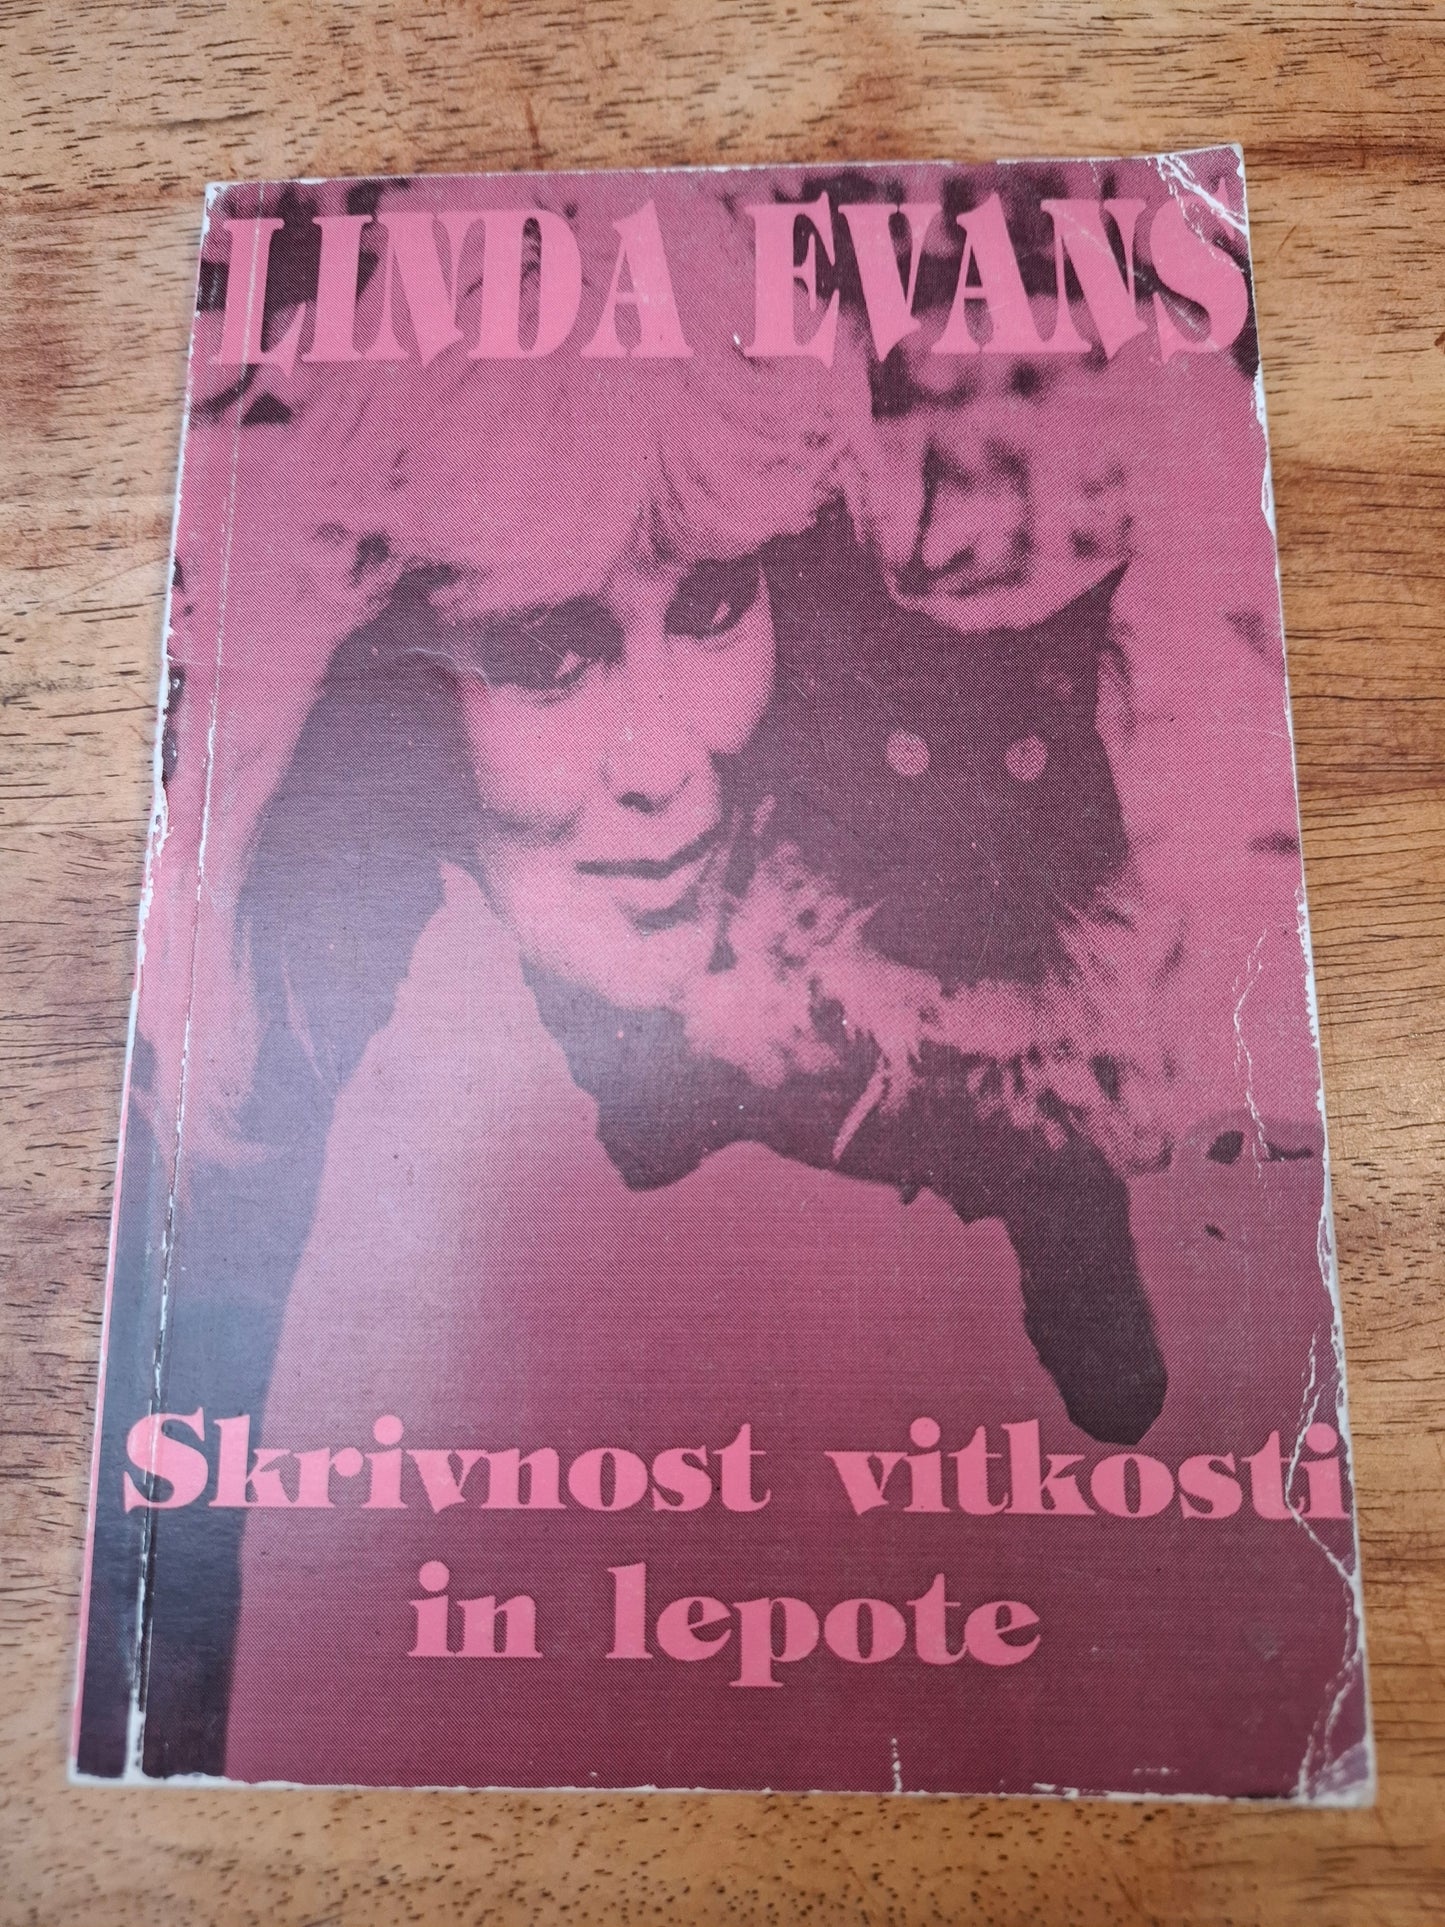 LINDA EVANS
Skrivnost vitkosti
in lepote